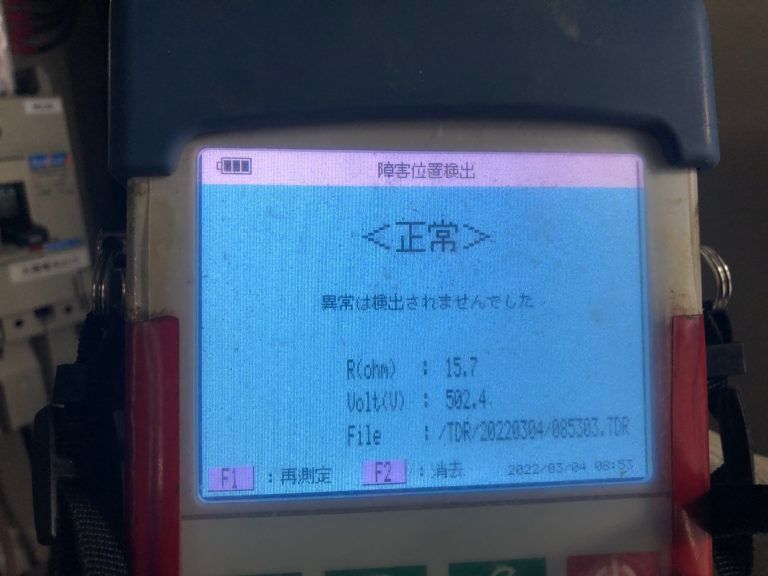 障害位置検出
<正常>
異常は検出されませんでした
R(ohm) : 15.7
Volt(V) : 502.4
File : /TDR/20220304/085303.TDR
F1 : 再測定 F2 : 消去 2022/03/04 08:53